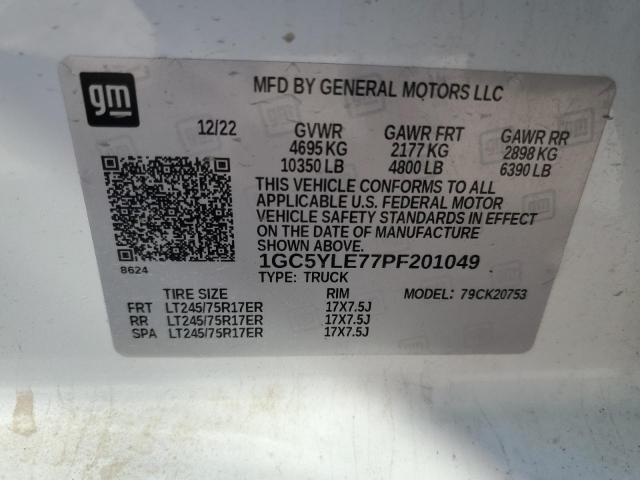 gm
MFD BY GENERAL MOTORS LLC
12/22 GVWR GAWR FRT GAWR RR
4695 KG 2177 KG 2898 KG
10350 LB 4800 LB 6390 LB
THIS VEHICLE CONFORMS TO ALL
APPLICABLE U.S. FEDERAL MOTOR
VEHICLE SAFETY STANDARDS IN EFFECT
ON THE DATE OF MANUFACTURE
SHOWN ABOVE.
8624
1GC5YLE77PF201049
TYPE: TRUCK
TIRE SIZE RIM MODEL: 79CK20753
FRT LT245/75R17ER 17X7.5J
RR LT245/75R17ER 17X7.5J
SPA LT245/75R17ER 17X7.5J